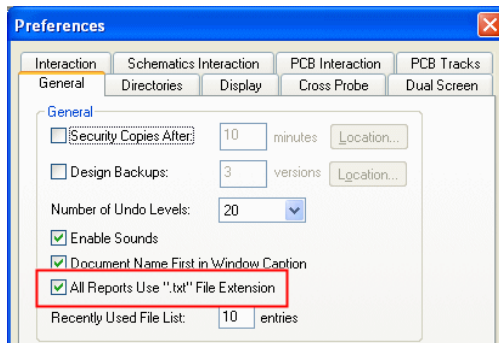 Preferences
Interaction Schematics Interaction PCB Interaction PCB Tracks
General Directories Display Cross Probe Dual Screen
General
Security Copies After: 10 minutes Location...
Design Backups: 3 versions Location...
Number of Undo Levels: 20
Enable Sounds
Document Name First in Window Caption
All Reports Use ".txt" File Extension
Recently Used File List: 10 entries